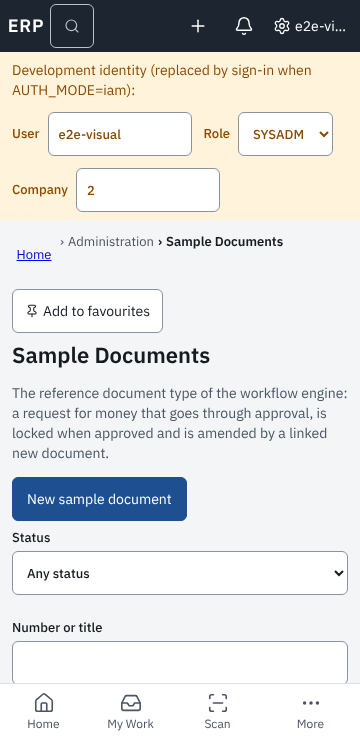 ERP
e2e-vi...
Development identity (replaced by sign-in when
AUTH_MODE=iam):
User
e2e-visual
Role
SYSADM
Company
2
Home › Administration › Sample Documents
Add to favourites
Sample Documents
The reference document type of the workflow engine:
a request for money that goes through approval, is
locked when approved and is amended by a linked
new document.
New sample document
Status
Any status
Number or title
Home
My Work
Scan
More